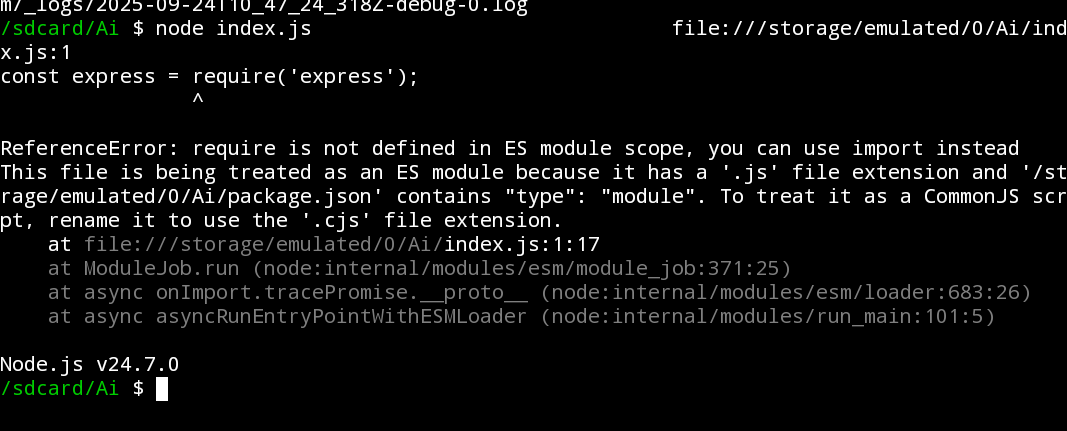 m/_logs/2025-09-24T10_47_24_318Z-debug-0.log
/sdcard/Ai $ node index.js file:///storage/emulated/0/Ai/inde
x.js:1
const express = require('express');
^
ReferenceError: require is not defined in ES module scope, you can use import instead
This file is being treated as an ES module because it has a '.js' file extension and '/sto
rage/emulated/0/Ai/package.json' contains "type": "module". To treat it as a CommonJS scri
pt, rename it to use the '.cjs' file extension.
at file:///storage/emulated/0/Ai/index.js:1:17
at ModuleJob.run (node:internal/modules/esm/module_job:371:25)
at async onImport.tracePromise.__proto__ (node:internal/modules/esm/loader:683:26)
at async asyncRunEntryPointWithESMLoader (node:internal/modules/run_main:101:5)
Node.js v24.7.0
/sdcard/Ai $